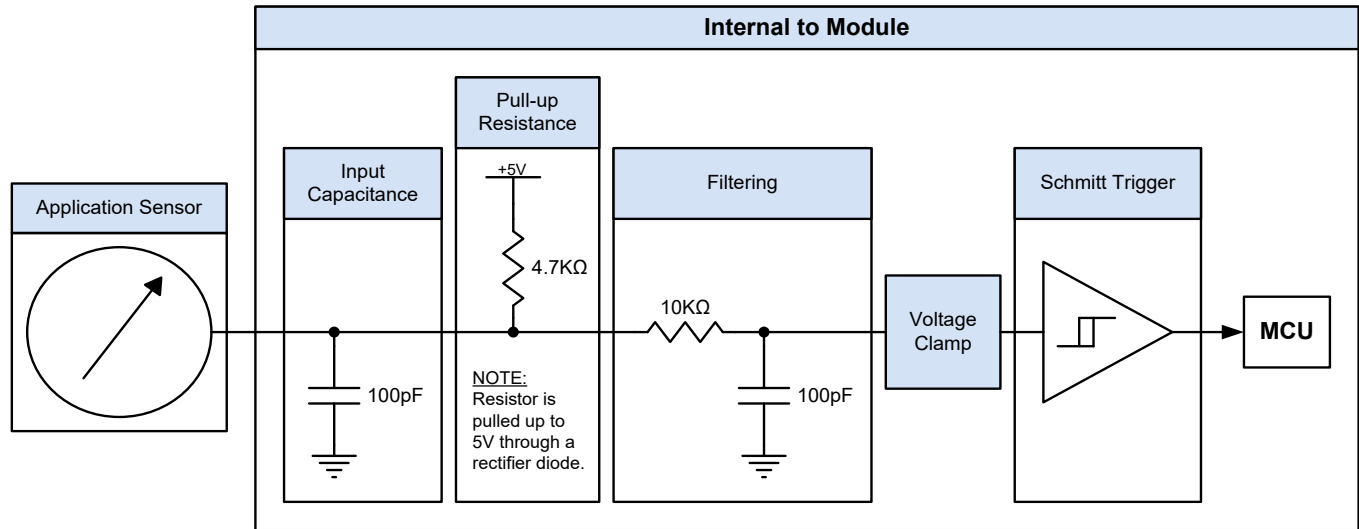 Internal to Module
Application Sensor
Input
Capacitance
100pF
Pull-up
Resistance
+5V
4.7KΩ
NOTE:
Resistor is
pulled up to
5V through a
rectifier diode.
Filtering
10KΩ
100pF
Voltage
Clamp
Schmitt Trigger
MCU